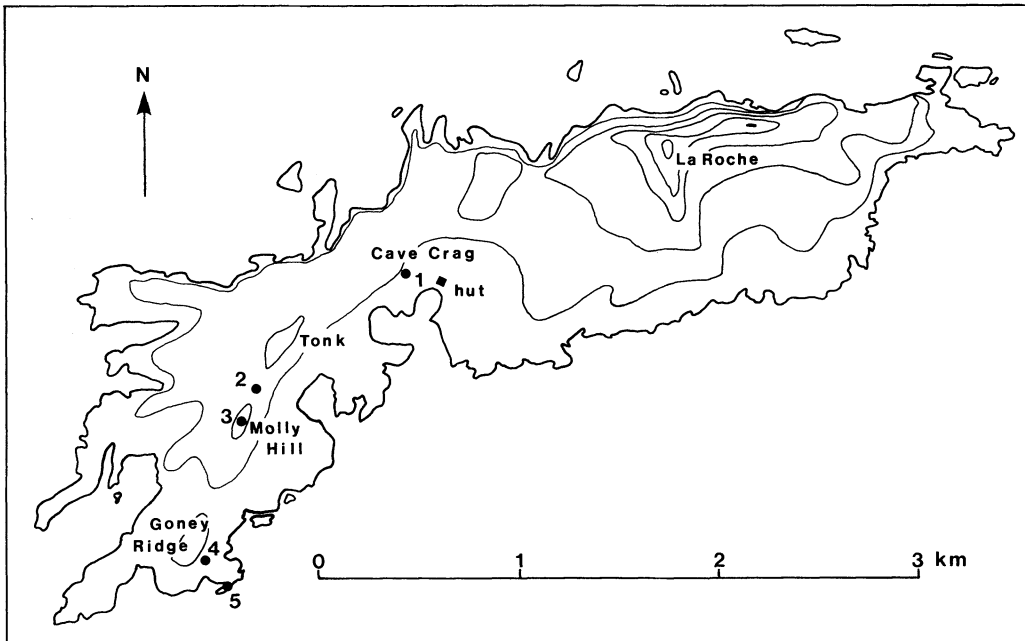 N
La Roche
Cave Crag
1
hut
Tonk
2
3
Molly
Hill
Goney
Ridge
4
5
0 1 2 3 km